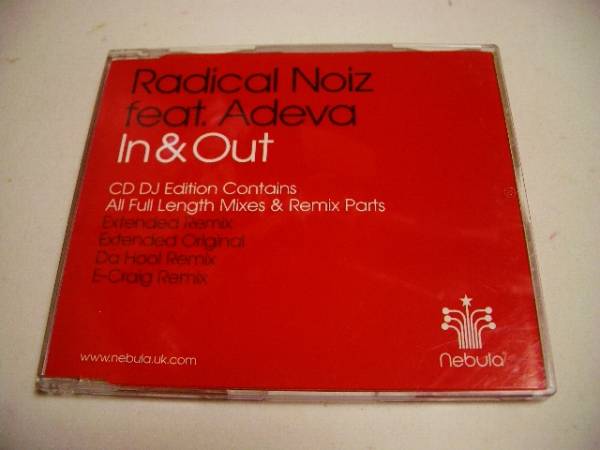 Radical Noiz
feat. Adeva
In & Out
CD DJ Edition Contains
All Full Length Mixes & Remix Parts
Extended Remix
Extended Original
Da Hool Remix
E-Craig Remix
www.nebula.uk.com
nebula